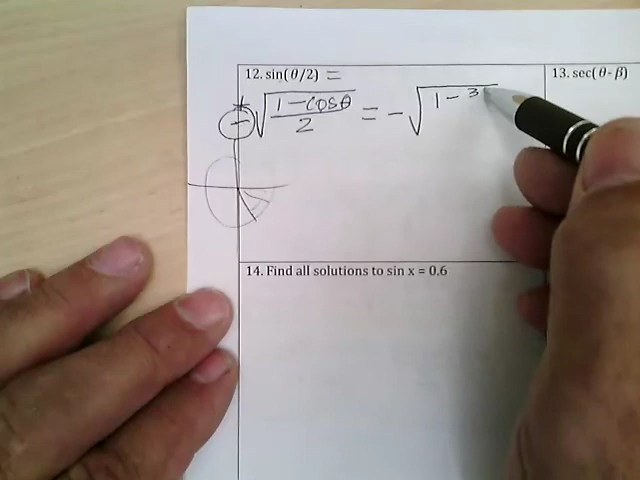 12. sin(θ/2) =
13. sec(θ-β)
± √(1-cosθ/2) = -√(1-3
14. Find all solutions to sin x = 0.6